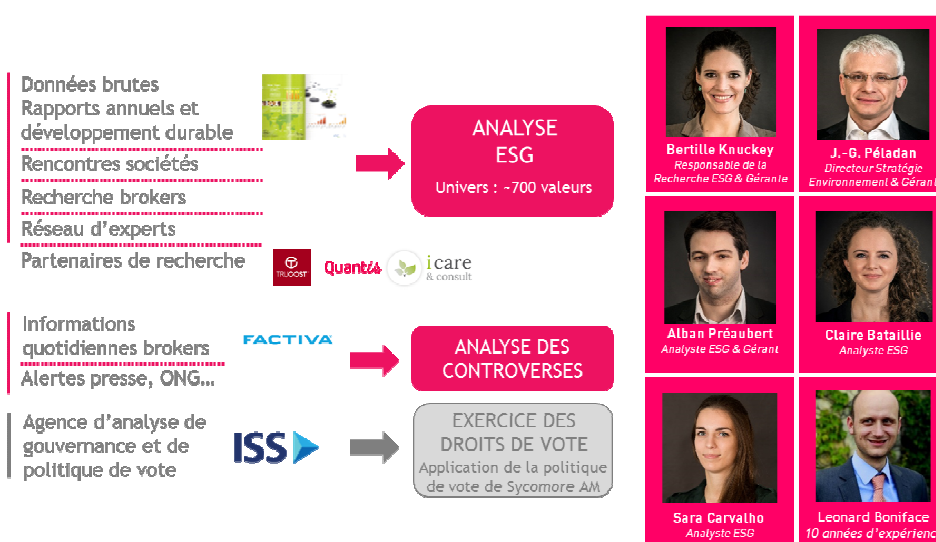 Données brutes
Rapports annuels et
développement durable
Rencontres sociétés
Recherche brokers
Réseau d’experts
Partenaires de recherche
TRUCOST
Quantis
i care
& consult
ANALYSE
ESG
Univers : ~700 valeurs
Informations
quotidiennes brokers
Alertes presse, ONG…
FACTIVA
ANALYSE DES
CONTROVERSES
Agence d’analyse de
gouvernance et de
politique de vote
ISS
EXERCICE DES
DROITS DE VOTE
Application de la politique
de vote de Sycomore AM
Bertille Knuckey
Responsable de la
Recherche ESG & Gérante
J.-G. Péladan
Directeur Stratégie
Environnement & Gérant
Alban Préaubert
Analyste ESG & Gérant
Claire Bataillie
Analyste ESG
Sara Carvalho
Analyste ESG
Leonard Boniface
10 années d’expérienc